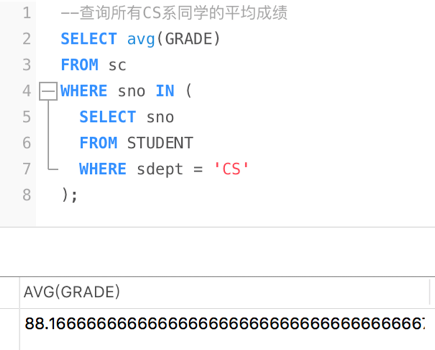 1 --查询所有CS系同学的平均成绩
2 SELECT avg(GRADE)
3 FROM sc
4 WHERE sno IN (
5 SELECT sno
6 FROM STUDENT
7 WHERE sdept = 'CS'
8 );
AVG(GRADE)
88.1666666666666666666666666666666666667